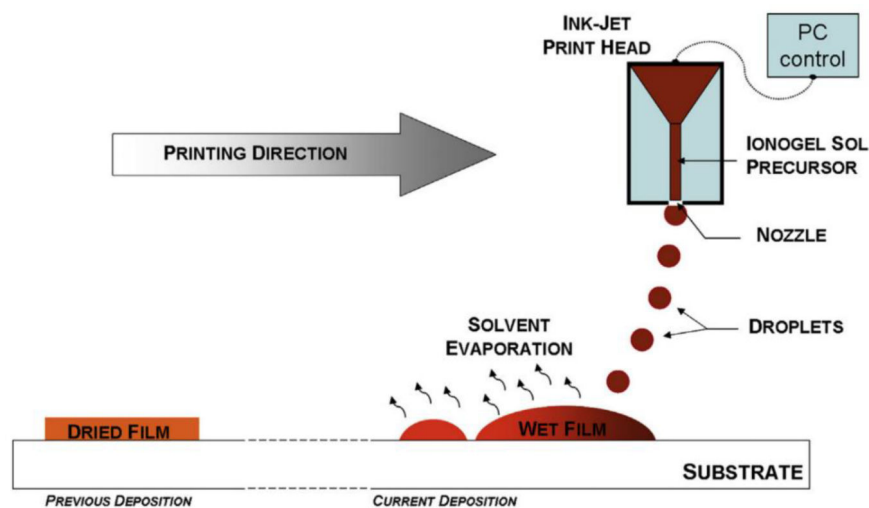 INK-JET
PRINT HEAD
PC
control
PRINTING DIRECTION
IONOGEL SOL
PRECURSOR
NOZZLE
DROPLETS
SOLVENT
EVAPORATION
DRIED FILM
WET FILM
SUBSTRATE
PREVIOUS DEPOSITION
CURRENT DEPOSITION